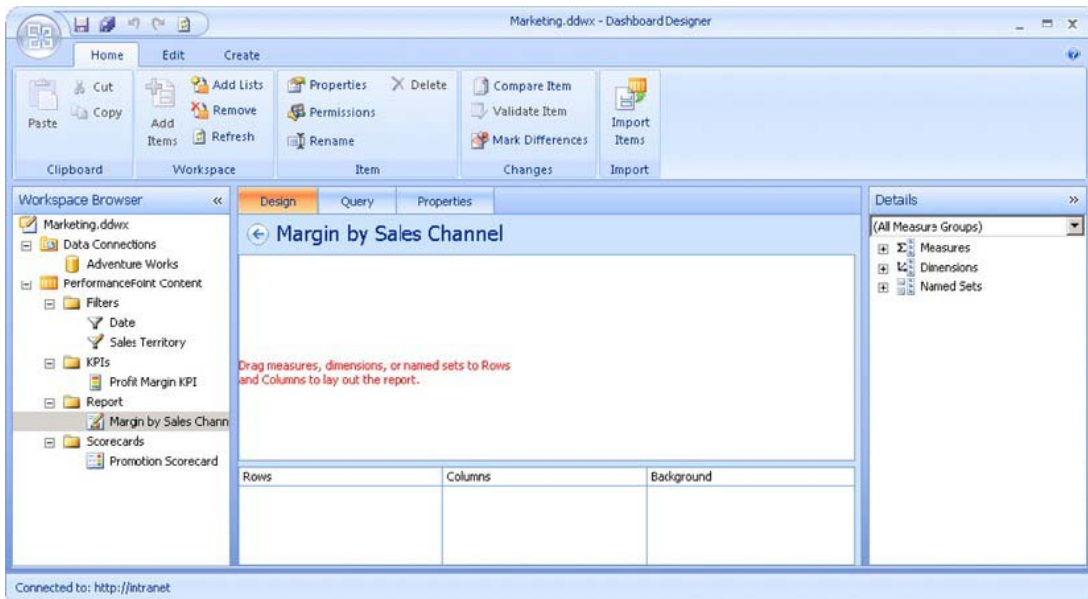 Marketing.ddwx - Dashboard Designer
Home Edit Create
Paste
Cut
Copy
Clipboard
Add Items
Add Lists
Remove
Refresh
Workspace
Properties
Delete
Permissions
Rename
Item
Compare Item
Validate Item
Mark Differences
Changes
Import Items
Import
Workspace Browser «
Marketing.ddwx
Data Connections
Adventure Works
PerformancePoint Content
Filters
Date
Sales Territory
KPIs
Profit Margin KPI
Report
Margin by Sales Chann
Scorecards
Promotion Scorecard
Design Query Properties
Margin by Sales Channel
Drag measures, dimensions, or named sets to Rows
and Columns to lay out the report.
Rows Columns Background
Details »
(All Measure Groups)
Measures
Dimensions
Named Sets
Connected to: http://intranet